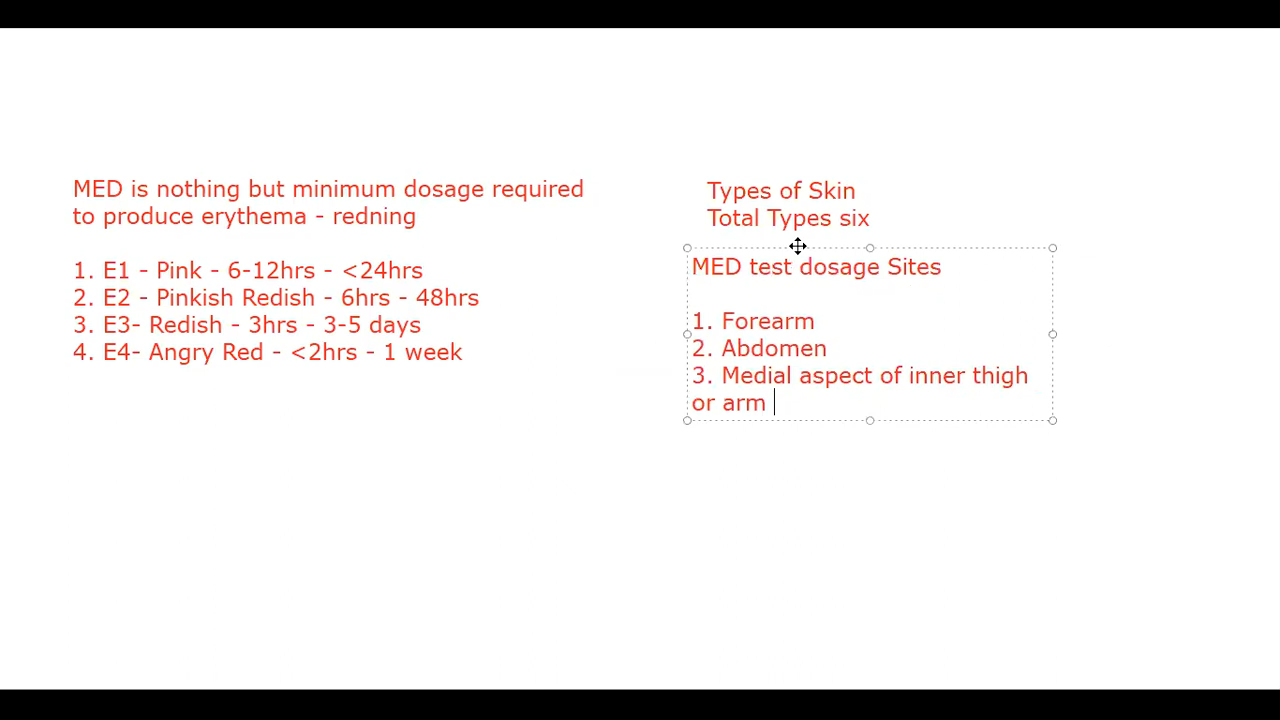 MED is nothing but minimum dosage required
to produce erythema - redning
1. E1 - Pink - 6-12hrs - <24hrs
2. E2 - Pinkish Redish - 6hrs - 48hrs
3. E3- Redish - 3hrs - 3-5 days
4. E4- Angry Red - <2hrs - 1 week
Types of Skin
Total Types six
MED test dosage Sites
1. Forearm
2. Abdomen
3. Medial aspect of inner thigh
or arm